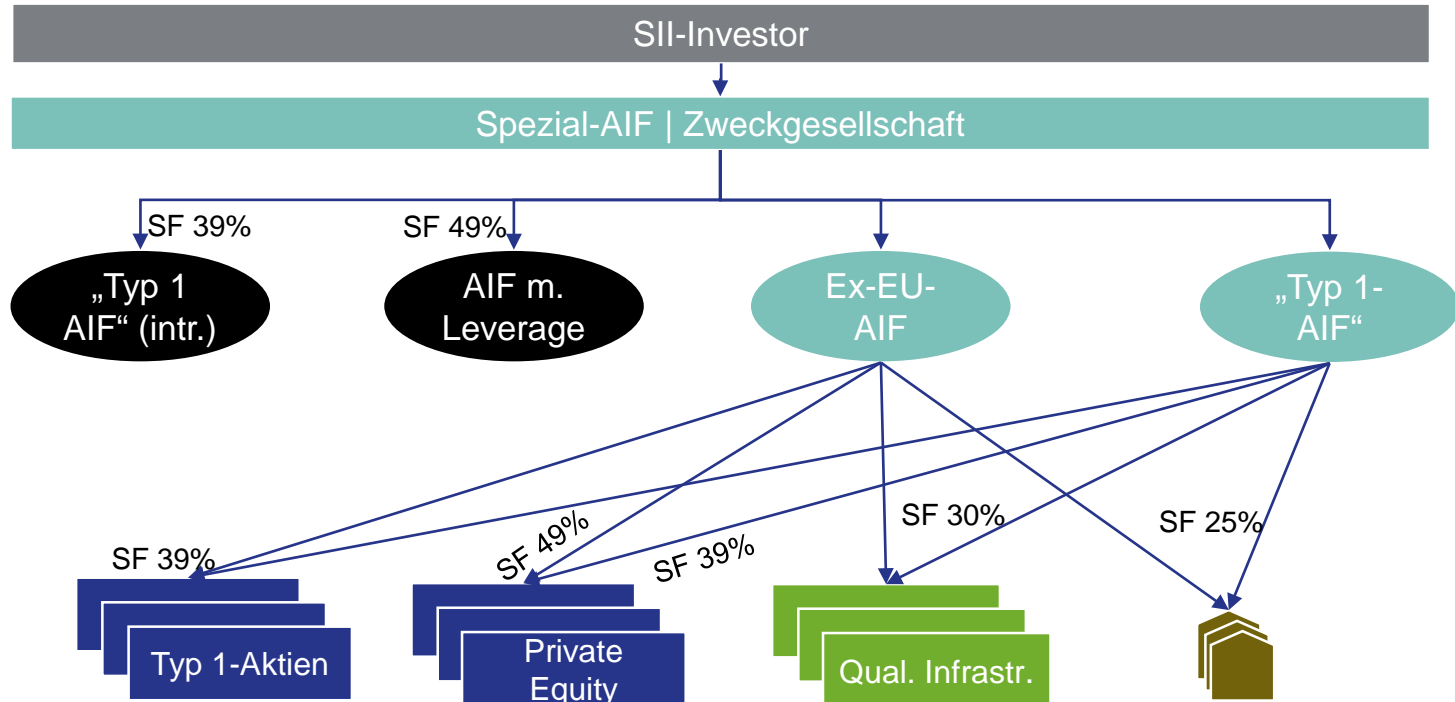 SII-Investor
Spezial-AIF | Zweckgesellschaft
SF 39%
SF 49%
„Typ 1
AIF“ (intr.)
AIF m.
Leverage
Ex-EU-
AIF
„Typ 1-
AIF“
SF 39%
SF 49%
SF 39%
SF 30%
SF 25%
Typ 1-Aktien
Private
Equity
Qual. Infrastr.